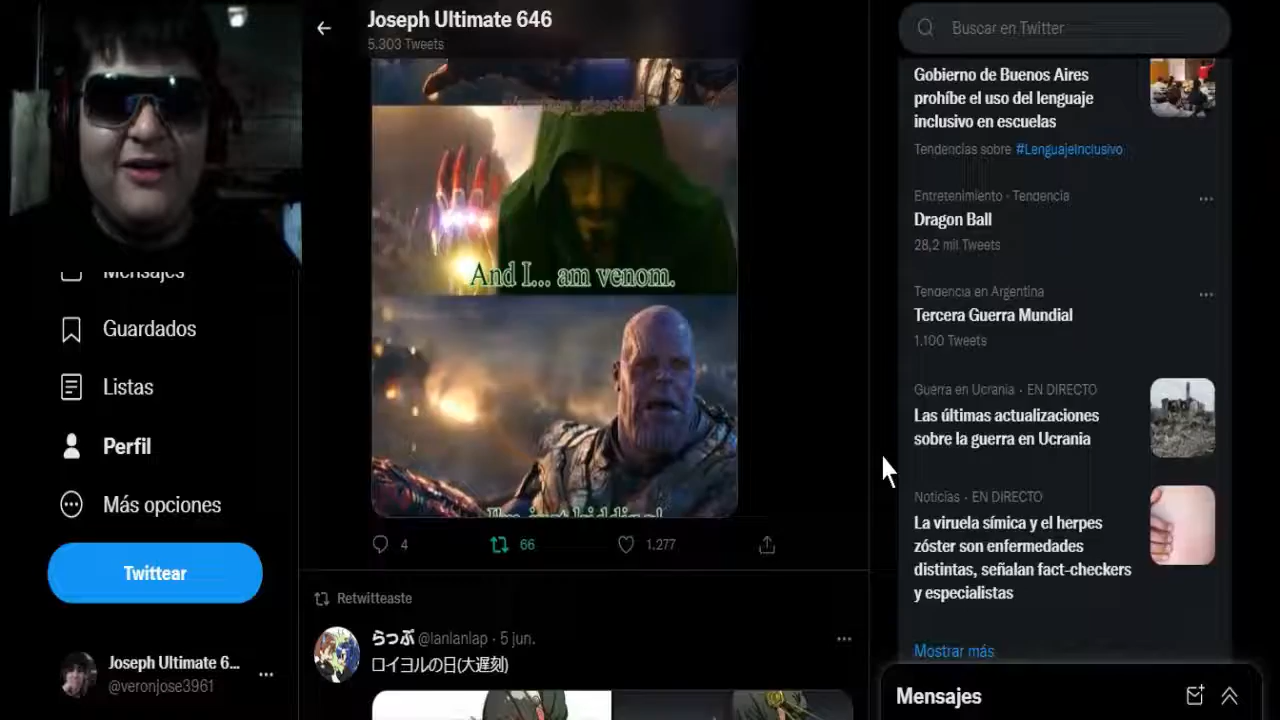 Joseph Ultimate 646
5.303 Tweets
And I... am venom.
I'm just kidding!
4
66
1.277
Retwitteaste
らっぷ @lanlanlap · 5 jun.
ロイヨルの日(大遅刻)
Mensajes
Guardados
Listas
Perfil
Más opciones
Twittear
Joseph Ultimate 6...
@veronjose3961
Buscar en Twitter
Gobierno de Buenos Aires
prohíbe el uso del lenguaje
inclusivo en escuelas
Tendencias sobre #LenguajeInclusivo
Entretenimiento · Tendencia
Dragon Ball
28,2 mil Tweets
Tendencia en Argentina
Tercera Guerra Mundial
1.100 Tweets
Guerra en Ucrania · EN DIRECTO
Las últimas actualizaciones
sobre la guerra en Ucrania
Noticias · EN DIRECTO
La viruela símica y el herpes
zóster son enfermedades
distintas, señalan fact-checkers
y especialistas
Mostrar más
Mensajes